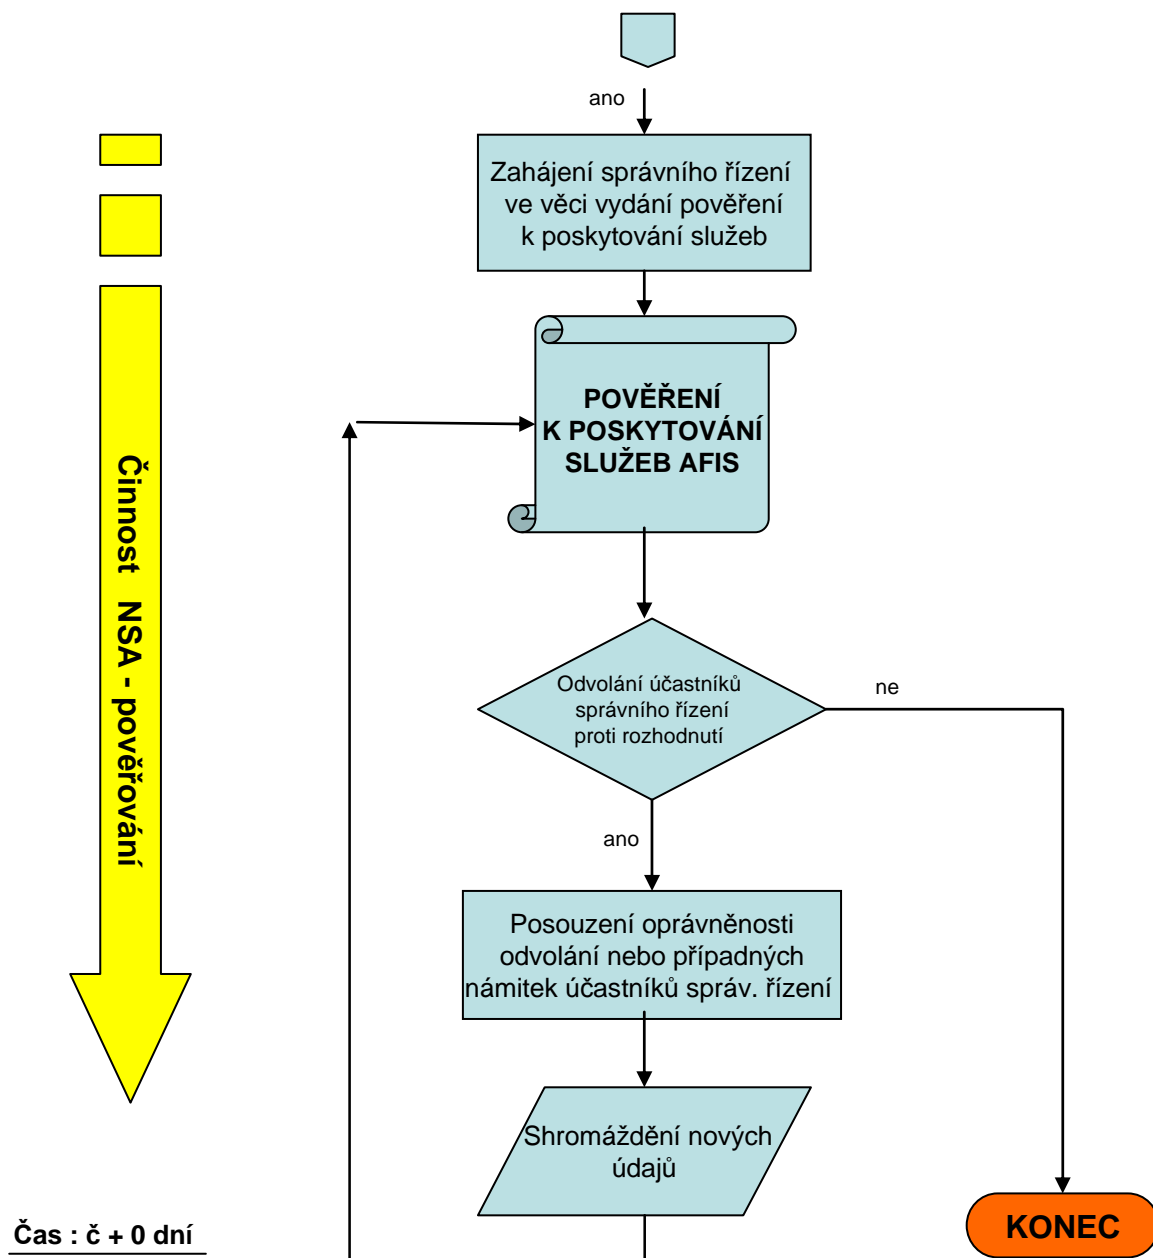 ano
Zahájení správního řízení
ve věci vydání pověření
k poskytování služeb
POVĚŘENÍ
K POSKYTOVÁNÍ
SLUŽEB AFIS
Činnost NSA - pověřování
Odvolání účastníků
správního řízení
proti rozhodnutí
ne
ano
Posouzení oprávněnosti
odvolání nebo případných
námitek účastníků správ. řízení
Shromáždění nových
údajů
KONEC
Čas : č + 0 dní